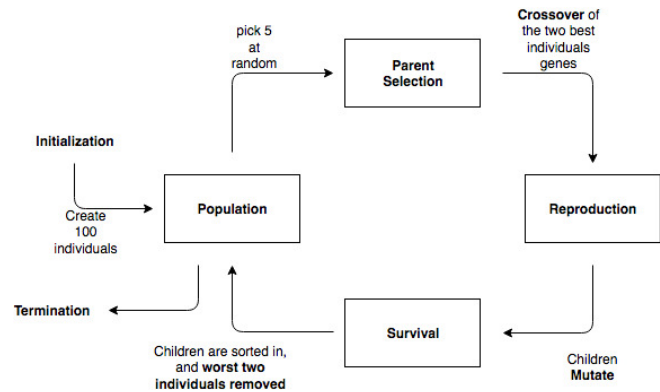 pick 5
at
random
Parent
Selection
Crossover of
the two best
individuals
genes
Initialization
Create
100
individuals
Population
Reproduction
Termination
Survival
Children are sorted in,
and worst two
individuals removed
Children
Mutate